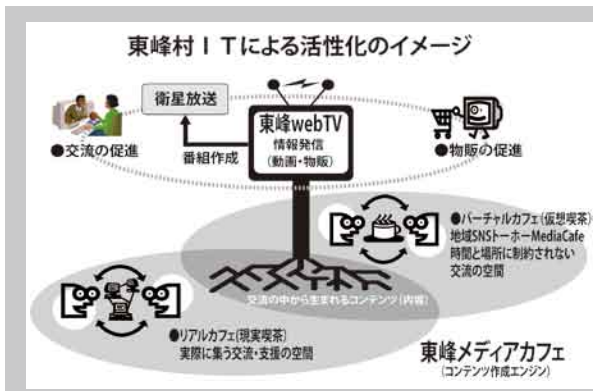 東峰村ＩＴによる活性化のイメージ
衛星放送
東峰webTV
情報発信
(動画・物販)
番組作成
●交流の促進
●物販の促進
●バーチャルカフェ(仮想喫茶)
地域SNSトーホーMediaCafe
時間と場所に制約されない
交流の空間
交流の中から生まれるコンテンツ(内容)
●リアルカフェ(現実喫茶)
実際に集う交流・支援の空間
東峰メディアカフェ
(コンテンツ作成エンジン)